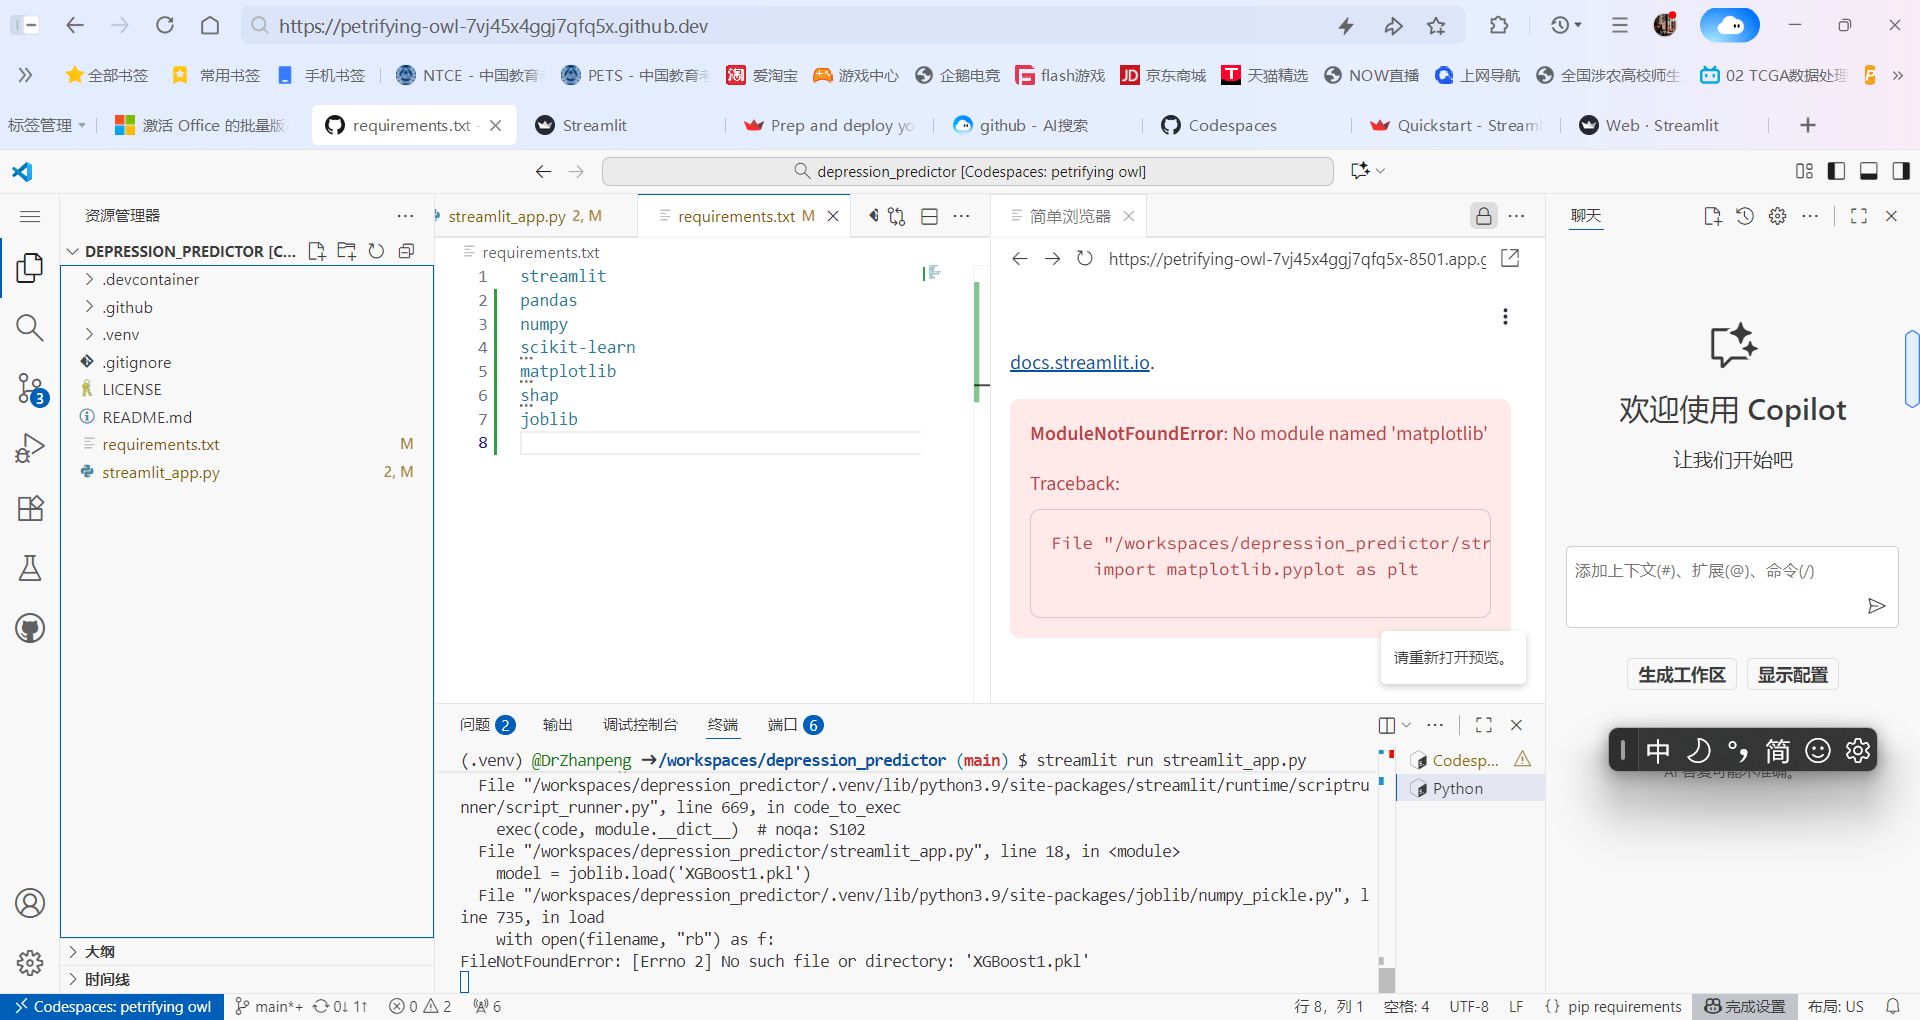 https://petrifying-owl-7vj45x4ggj7qfq5x.github.dev
全部书签
常用书签
手机书签
NTCE - 中国教育
PETS - 中国教育考
爱淘宝
游戏中心
企鹅电竞
flash游戏
京东商城
天猫精选
NOW直播
上网导航
全国涉农高校师生
02 TCGA数据处理
标签管理
激活 Office 的批量版
requirements.txt -
Streamlit
Prep and deploy yo
github - AI搜索
Codespaces
Quickstart - Stream
Web · Streamlit
depression_predictor [Codespaces: petrifying owl]
资源管理器
DEPRESSION_PREDICTOR [C...
.devcontainer
.github
.venv
.gitignore
LICENSE
README.md
requirements.txt M
streamlit_app.py 2, M
大纲
时间线
3
streamlit_app.py 2, M
requirements.txt M
requirements.txt
1 streamlit
2 pandas
3 numpy
4 scikit-learn
5 matplotlib
6 shap
7 joblib
8
简单浏览器
https://petrifying-owl-7vj45x4ggj7qfq5x-8501.app.g
docs.streamlit.io.
ModuleNotFoundError: No module named 'matplotlib'
Traceback:
File "/workspaces/depression_predictor/str
import matplotlib.pyplot as plt
请重新打开预览。
聊天
欢迎使用 Copilot
让我们开始吧
添加上下文(#)、扩展(@)、命令(/)
生成工作区
显示配置
中 简
问题 2
输出
调试控制台
终端
端口 6
(.venv) @DrZhanpeng ➜/workspaces/depression_predictor (main) $ streamlit run streamlit_app.py
File "/workspaces/depression_predictor/.venv/lib/python3.9/site-packages/streamlit/runtime/scriptru
nner/script_runner.py", line 669, in code_to_exec
exec(code, module.__dict__)  # noqa: S102
File "/workspaces/depression_predictor/streamlit_app.py", line 18, in <module>
model = joblib.load('XGBoost1.pkl')
File "/workspaces/depression_predictor/.venv/lib/python3.9/site-packages/joblib/numpy_pickle.py", l
ine 735, in load
with open(filename, "rb") as f:
FileNotFoundError: [Errno 2] No such file or directory: 'XGBoost1.pkl'
Codesp...
Python
Codespaces: petrifying owl
main*+
0↓ 1↑
0
2
6
行 8，列 1
空格: 4
UTF-8
LF
{ } pip requirements
完成设置
布局: US